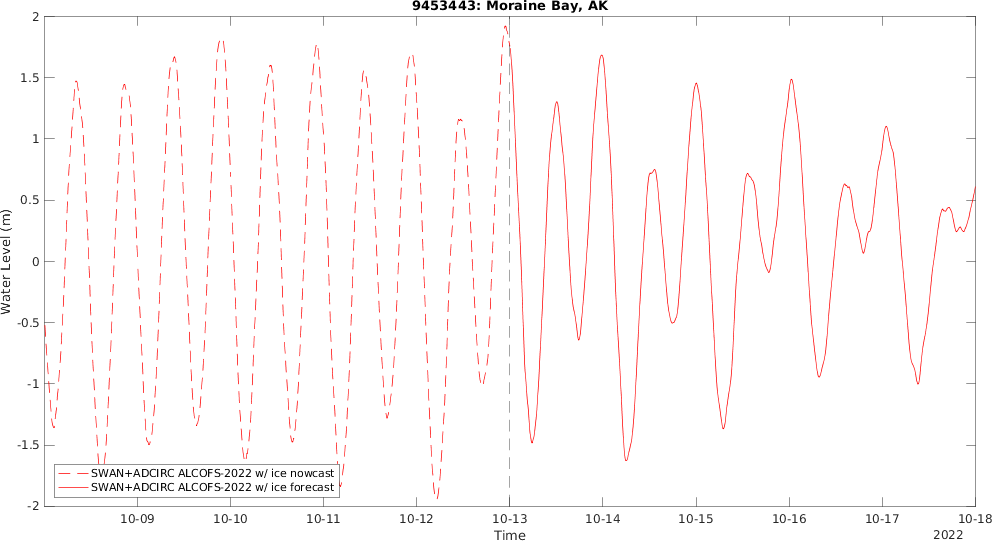 9453443: Moraine Bay, AK
2
1.5
1
0.5
0
-0.5
-1
-1.5
-2
Water Level (m)
SWAN+ADCIRC ALCOFS-2022 w/ ice nowcast
SWAN+ADCIRC ALCOFS-2022 w/ ice forecast
10-09 10-10 10-11 10-12 10-13 10-14 10-15 10-16 10-17 10-18
Time
2022